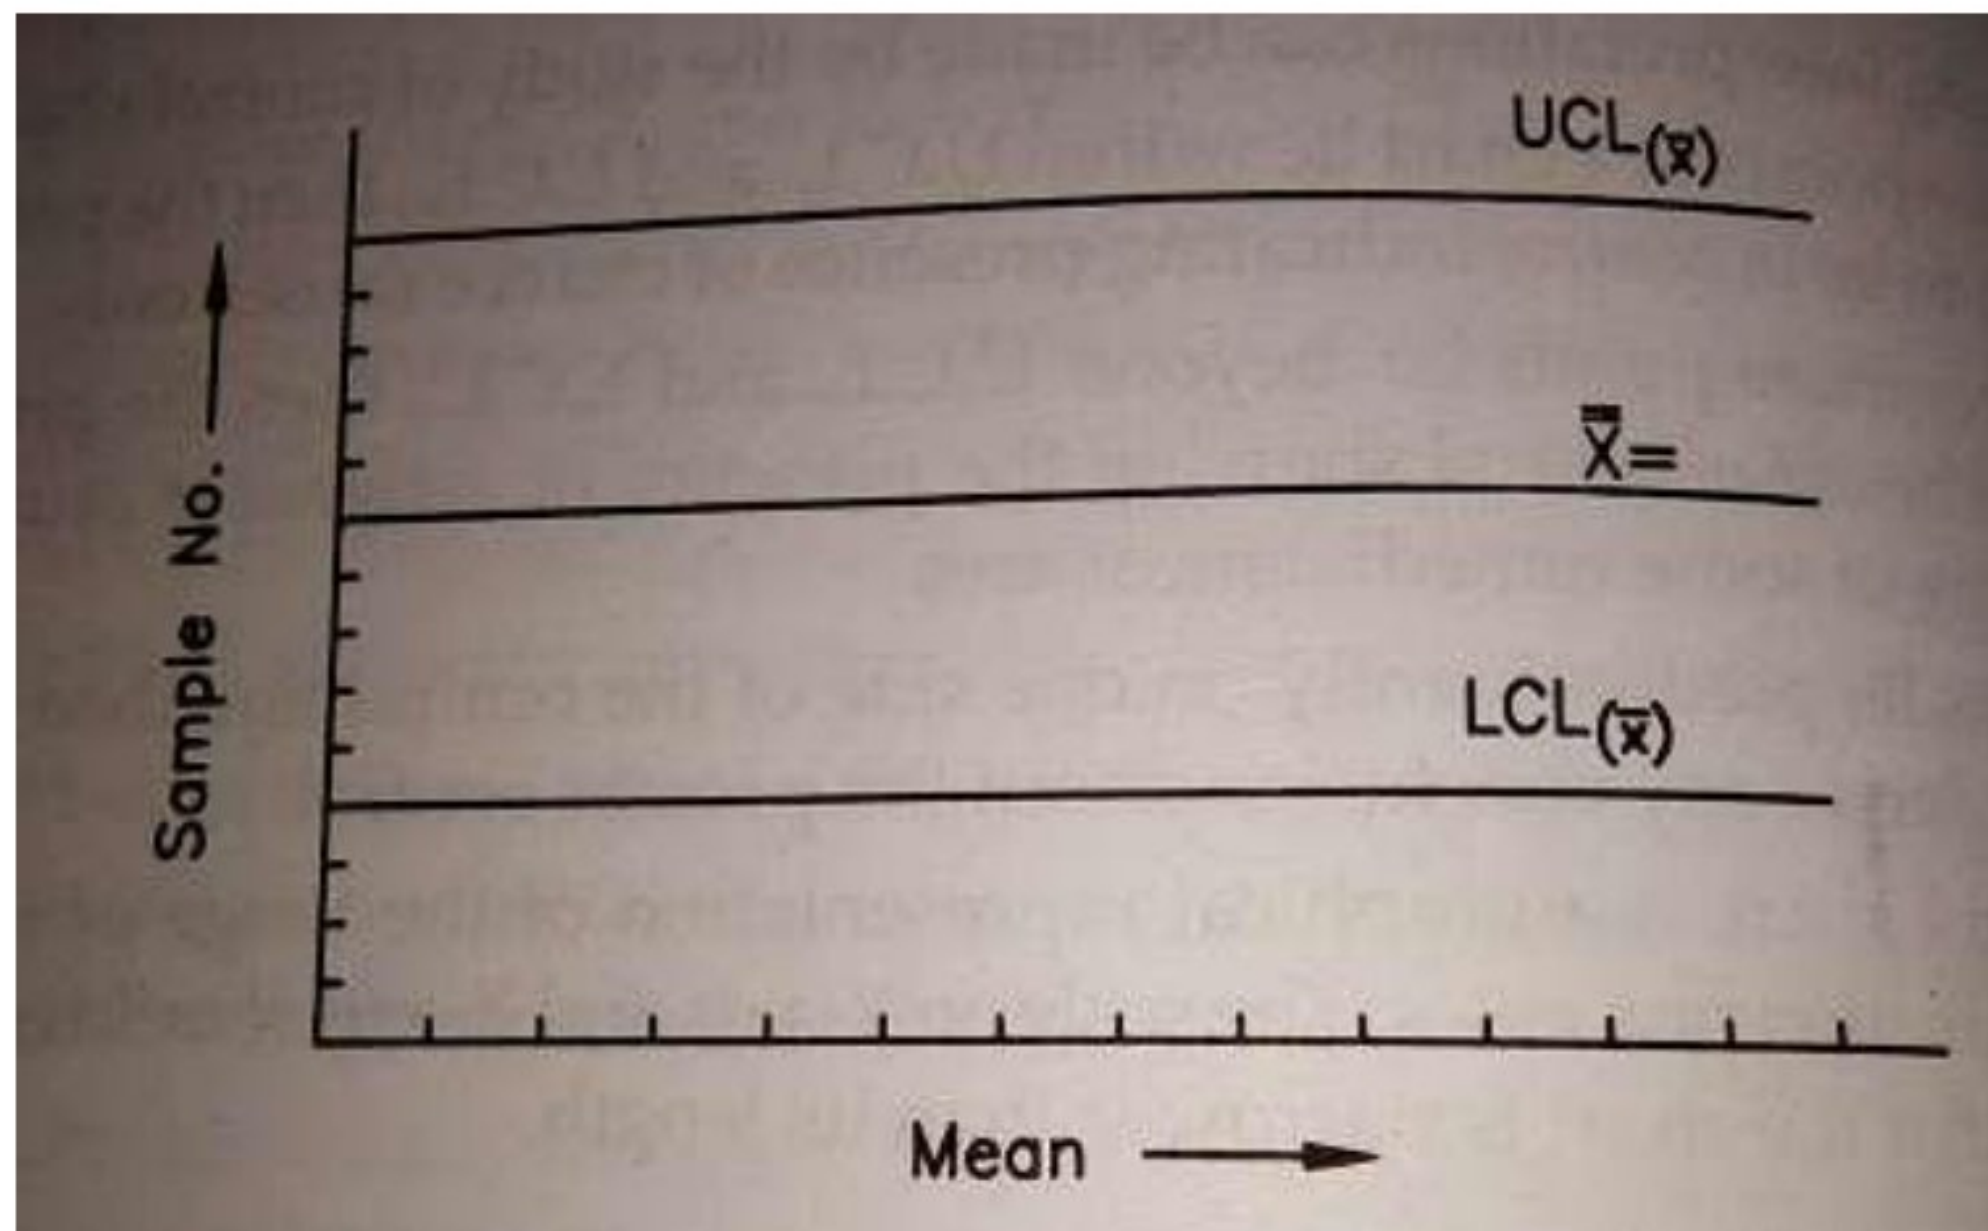 UCL(x̄)
X̿=
LCL(x̄)
Sample No.
Mean